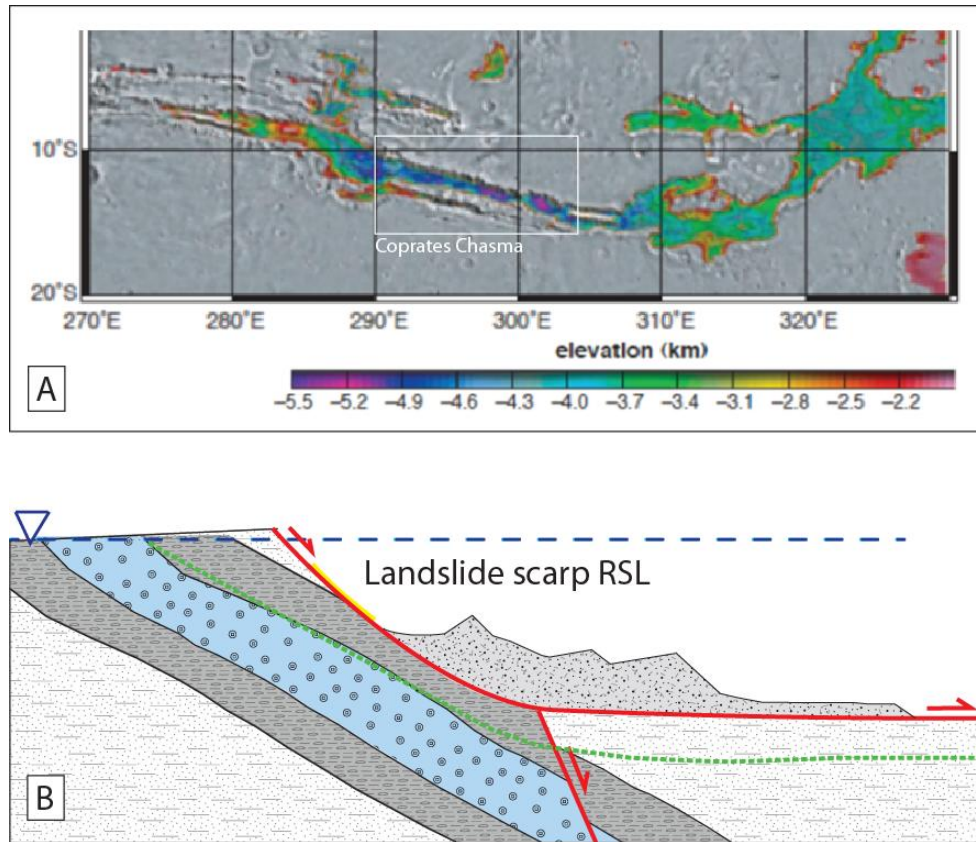 10°S
Coprates Chasma
20°S
270°E 280°E 290°E 300°E 310°E 320°E
elevation (km)
A
−5.5 −5.2 −4.9 −4.6 −4.3 −4.0 −3.7 −3.4 −3.1 −2.8 −2.5 −2.2
Landslide scarp RSL
B